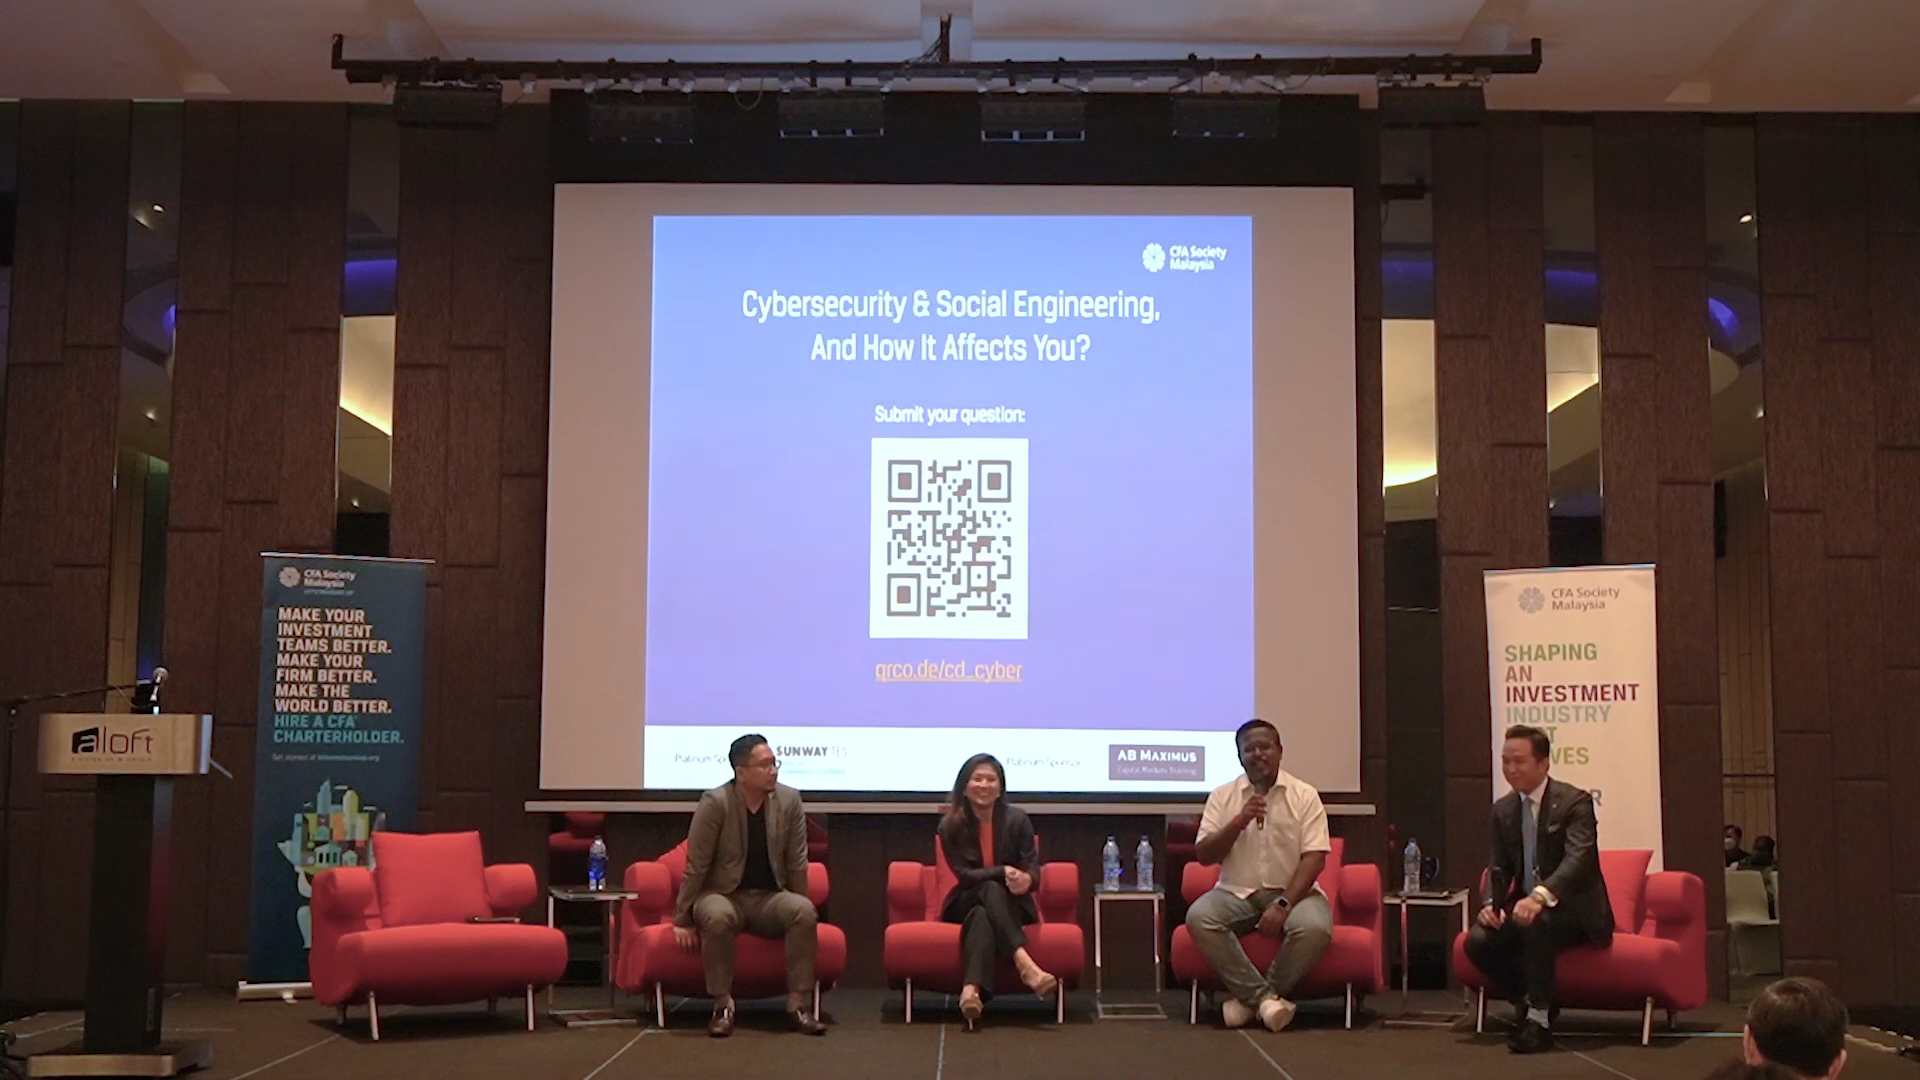 CFA Society
Malaysia
Cybersecurity & Social Engineering,
And How It Affects You?
Submit your question:
qrco.de/cd_cyber
Platinum
SUNWAY TES
Platinum Sponsor
AB MAXIMUS
Capital Markets Training
CFA Society
Malaysia
MAKE YOUR
INVESTMENT
TEAMS BETTER.
MAKE YOUR
FIRM BETTER.
MAKE THE
WORLD BETTER.
HIRE A CFA®
CHARTERHOLDER.
aloft
CFA Society
Malaysia
SHAPING
AN
INVESTMENT
INDUSTRY